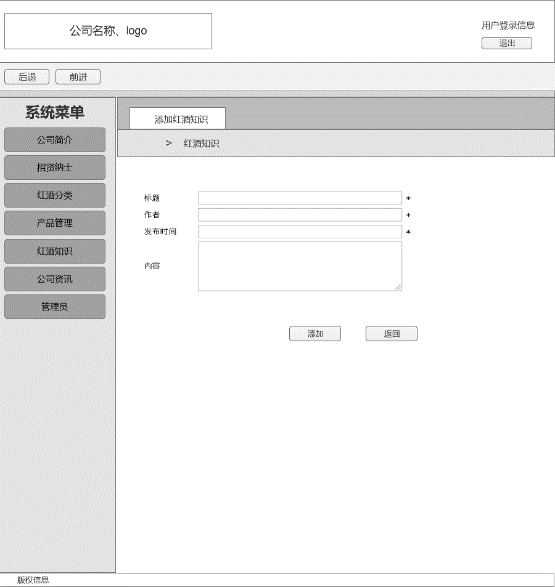 公司名称、logo
用户登录信息
退出
后退
前进
系统菜单
公司简介
招贤纳士
红酒分类
产品管理
红酒知识
公司资讯
管理员
添加红酒知识
> 红酒知识
标题 *
作者 *
发布时间 *
内容
添加
返回
版权信息